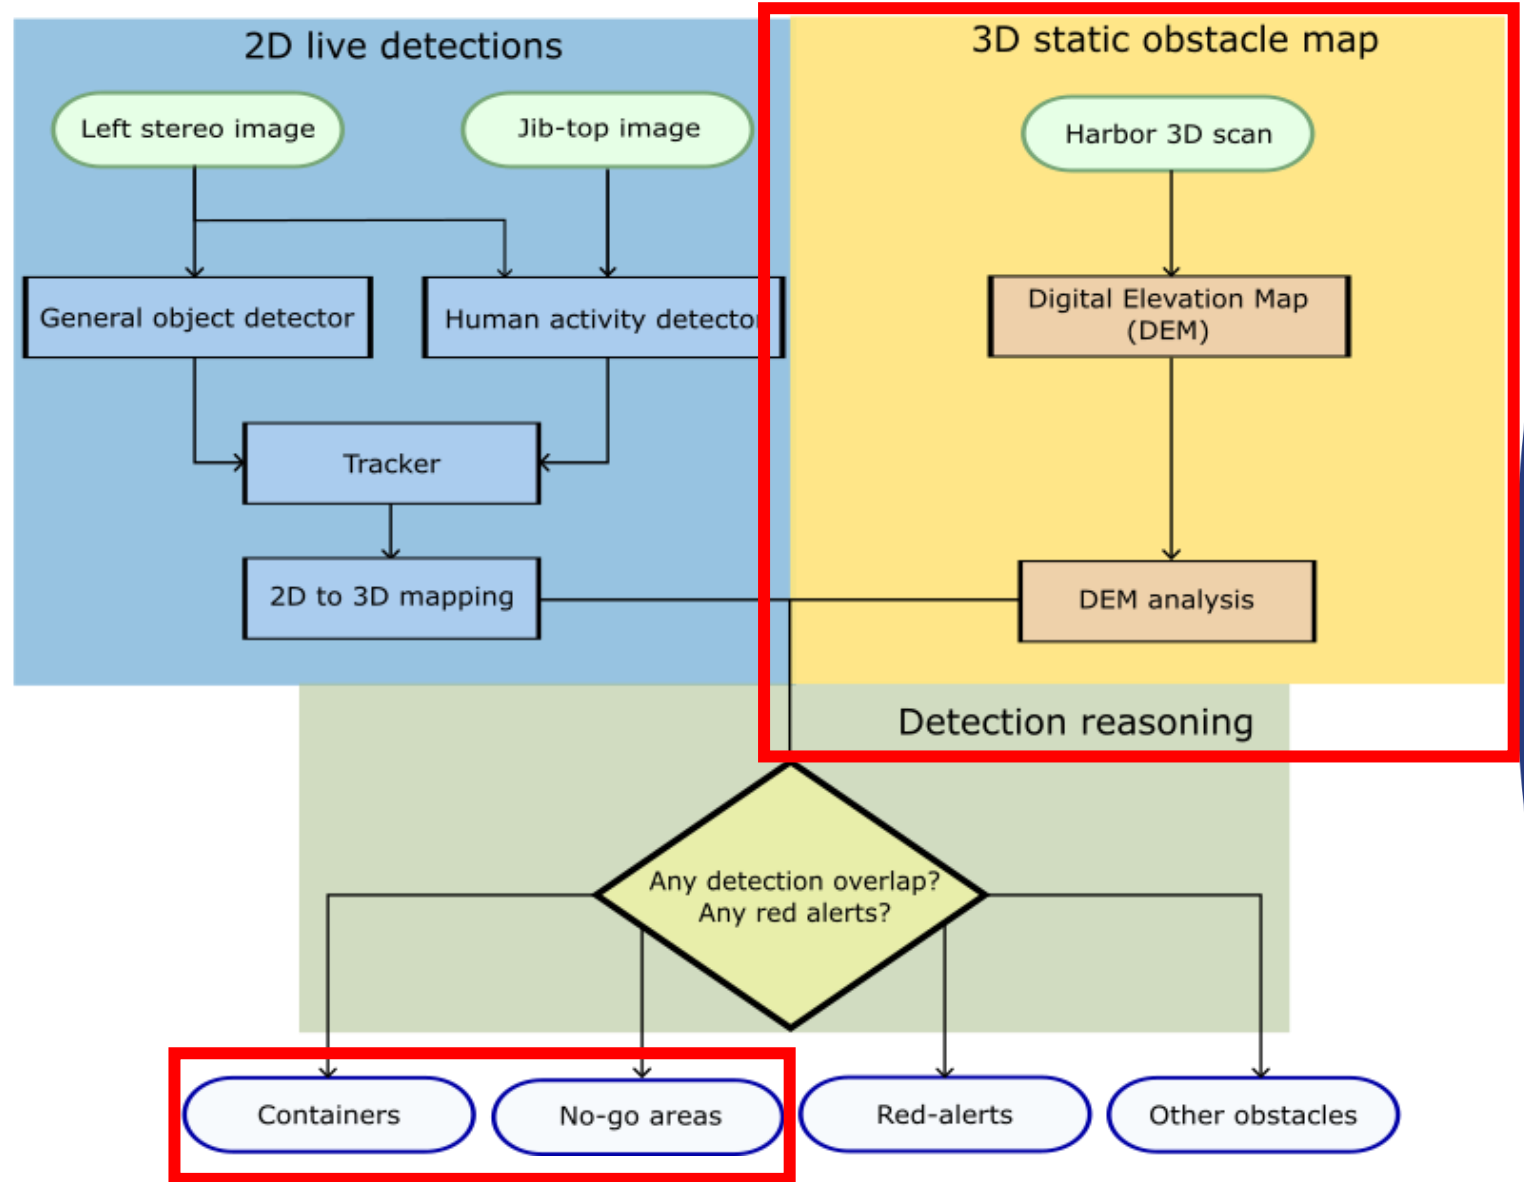 2D live detections
3D static obstacle map
Left stereo image
Jib-top image
Harbor 3D scan
General object detector
Human activity detector
Digital Elevation Map
(DEM)
Tracker
2D to 3D mapping
DEM analysis
Detection reasoning
Any detection overlap?
Any red alerts?
Containers
No-go areas
Red-alerts
Other obstacles